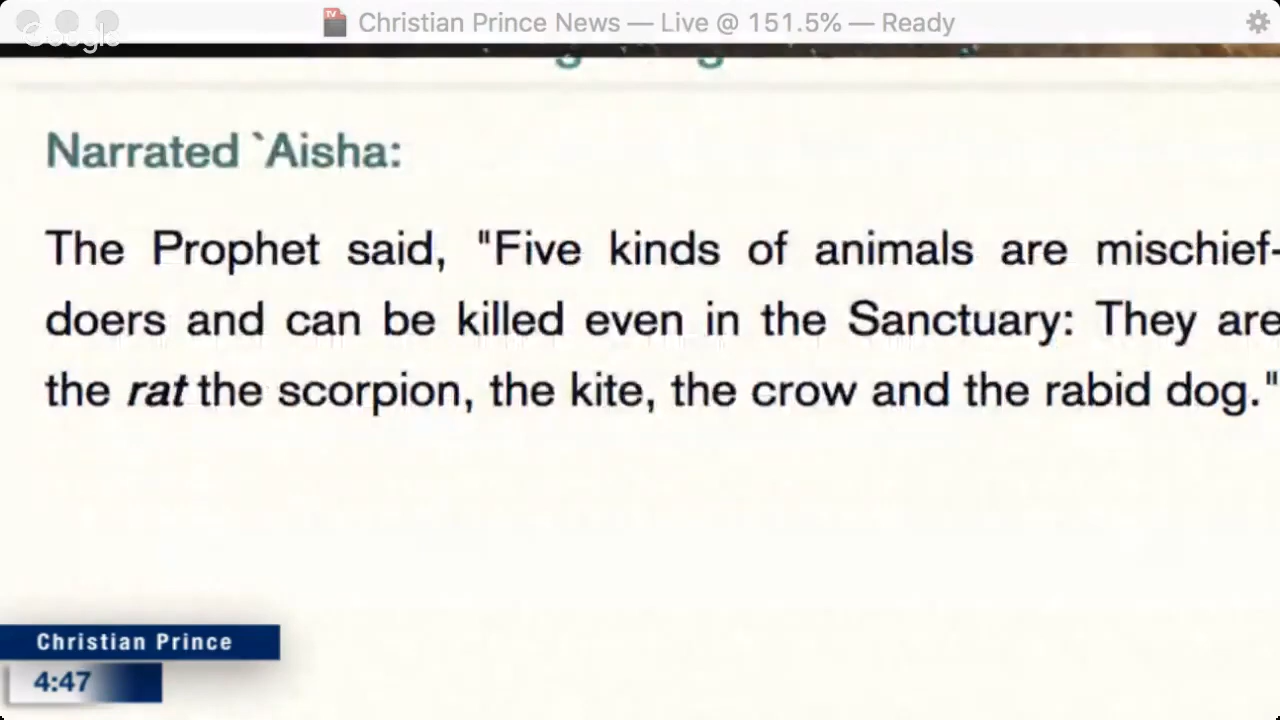 Christian Prince News — Live @ 151.5% — Ready
Google
Narrated `Aisha:
The Prophet said, "Five kinds of animals are mischief-
doers and can be killed even in the Sanctuary: They are
the rat the scorpion, the kite, the crow and the rabid dog."
Christian Prince
4:47